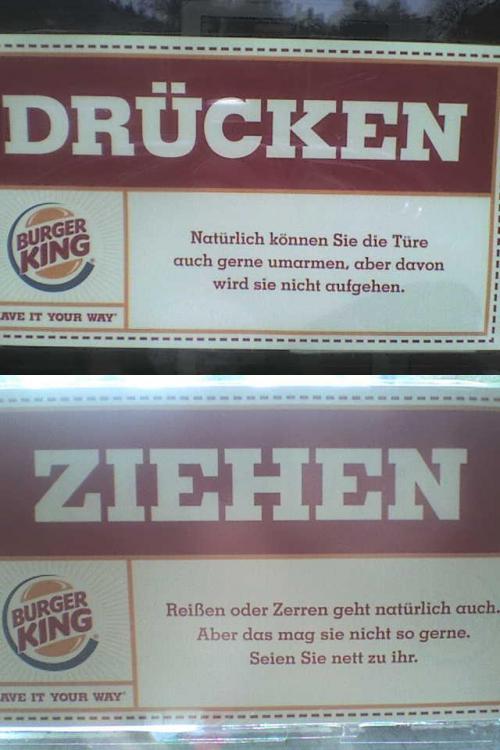 DRÜCKEN
BURGER
KING
Natürlich können Sie die Türe
auch gerne umarmen, aber davon
wird sie nicht aufgehen.
AVE IT YOUR WAY®
ZIEHEN
BURGER
KING®
Reißen oder Zerren geht natürlich auch.
Aber das mag sie nicht so gerne.
Seien Sie nett zu ihr.
AVE IT YOUR WAY®